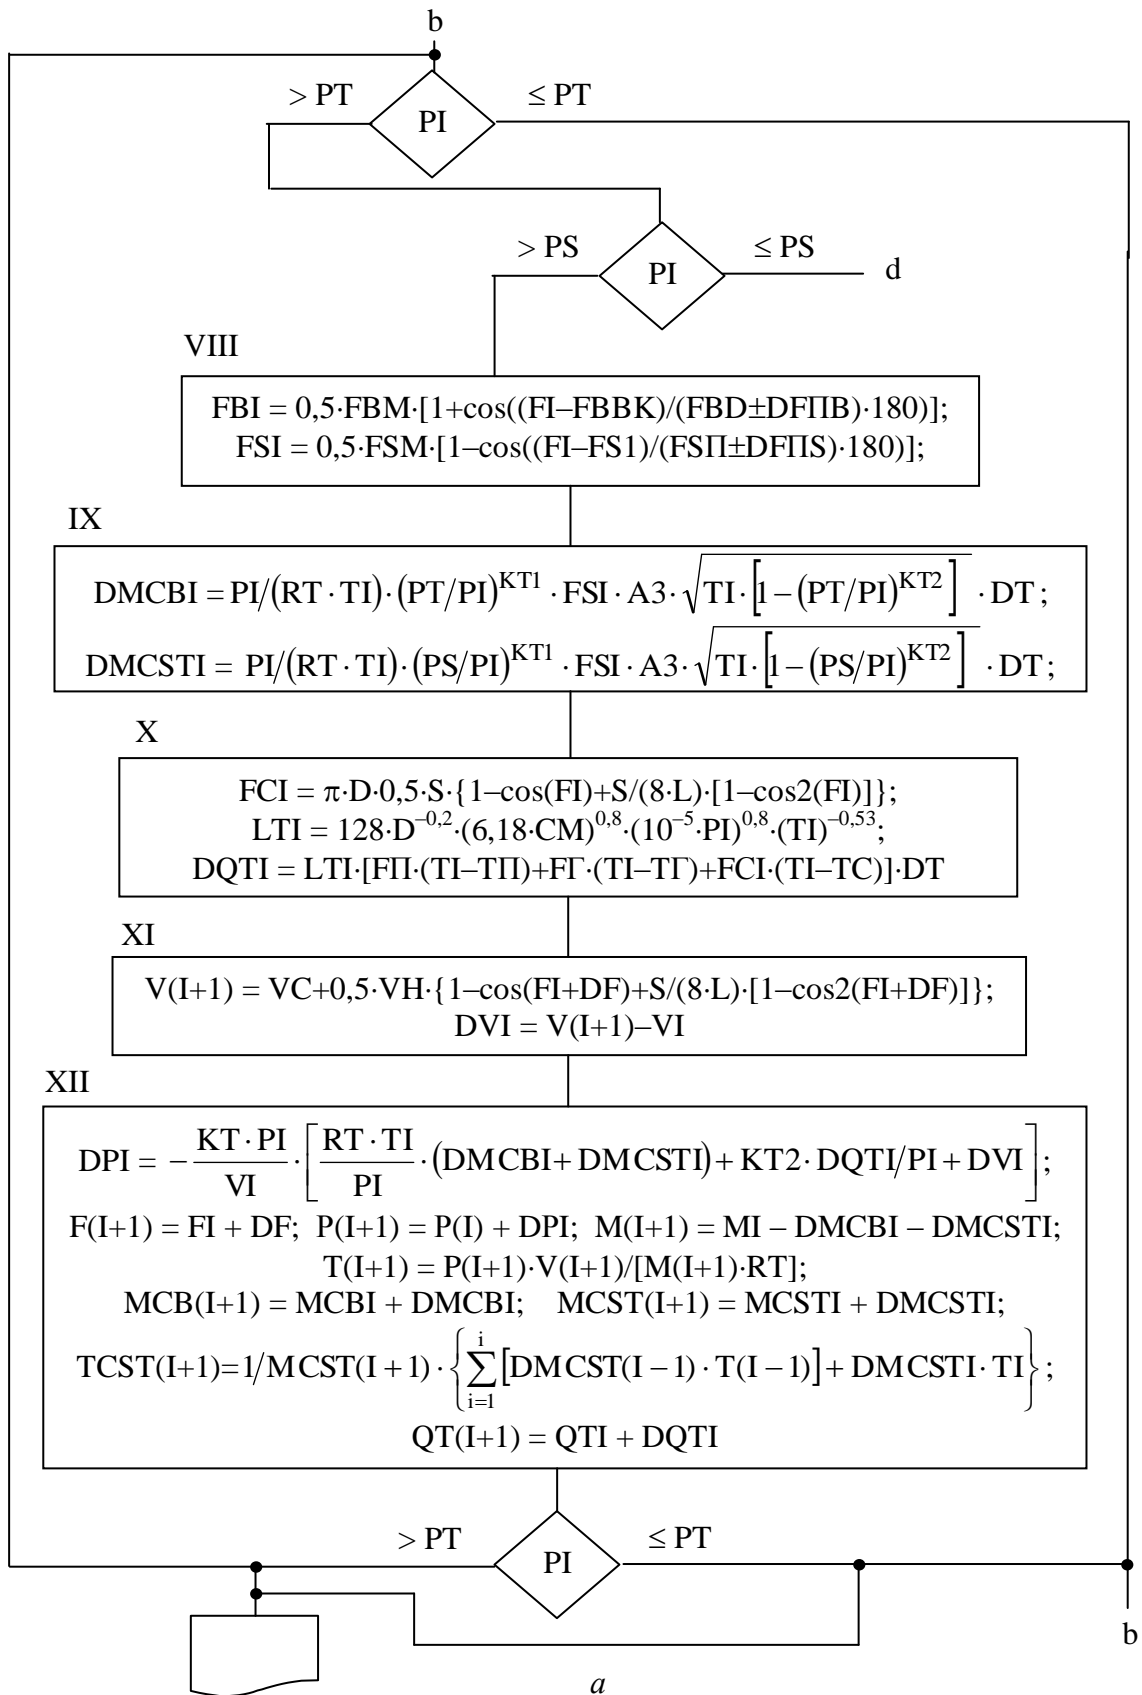 b
> PT
≤ PT
PI
> PS
≤ PS
PI
d
VIII
FBI = 0,5·FBM·[1+cos((FI–FBBK)/(FBD±DFПB)·180)];
FSI = 0,5·FSM·[1–cos((FI–FS1)/(FSП±DFПS)·180)];
IX
DMCBI = PI/(RT · TI) · (PT/PI)^KT1 · FSI · A3 · √(TI · [1 – (PT/PI)^KT2]) · DT ;
DMCSTI = PI/(RT · TI) · (PS/PI)^KT1 · FSI · A3 · √(TI · [1 – (PS/PI)^KT2]) · DT ;
X
FCI = π·D·0,5·S·{1–cos(FI)+S/(8·L)·[1–cos2(FI)]};
LTI = 128·D^–0,2·(6,18·CM)^0,8·(10^–5·PI)^0,8·(TI)^–0,53;
DQTI = LTI·[FП·(TI–TП)+FГ·(TI–TГ)+FCI·(TI–TC)]·DT
XI
V(I+1) = VC+0,5·VH·{1–cos(FI+DF)+S/(8·L)·[1–cos2(FI+DF)]};
DVI = V(I+1)–VI
XII
DPI = – KT · PI/VI · [RT · TI/PI · (DMCBI + DMCSTI) + KT2 · DQTI/PI + DVI];
F(I+1) = FI + DF; P(I+1) = P(I) + DPI; M(I+1) = MI – DMCBI – DMCSTI;
T(I+1) = P(I+1)·V(I+1)/[M(I+1)·RT];
MCB(I+1) = MCBI + DMCBI; MCST(I+1) = MCSTI + DMCSTI;
TCST(I+1)=1/MCST(I + 1) · {∑_{i=1}^{i} [DMCST(I – 1) · T(I – 1)] + DMCSTI · TI};
QT(I+1) = QTI + DQTI
> PT
≤ PT
PI
b
a